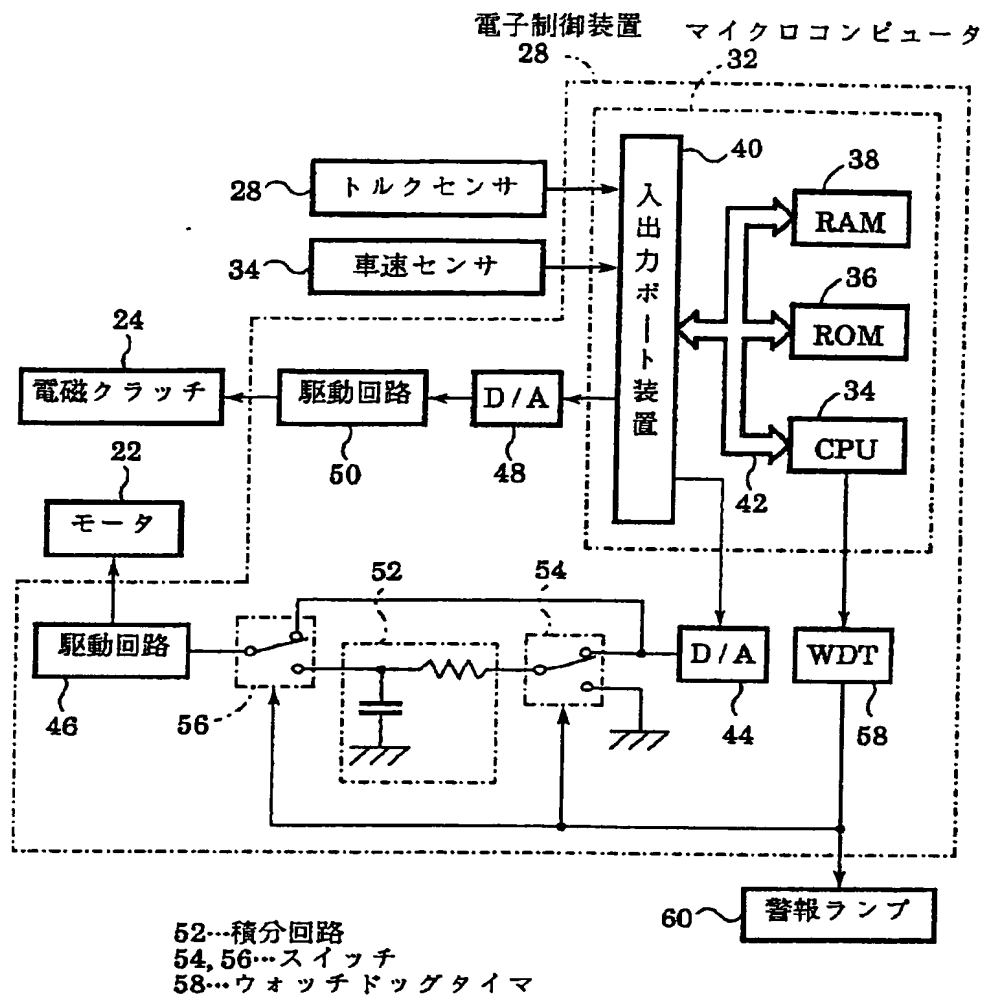 電子制御装置
28
マイクロコンピュータ
32
40
38
トルクセンサ
28
RAM
34
車速センサ
入出力ポート装置
36
ROM
24
電磁クラッチ
駆動回路
D/A
34
CPU
50
48
42
22
モータ
52
54
駆動回路
D/A
WDT
46
56
44
58
60
警報ランプ
52…積分回路
54,56…スイッチ
58…ウォッチドッグタイマ